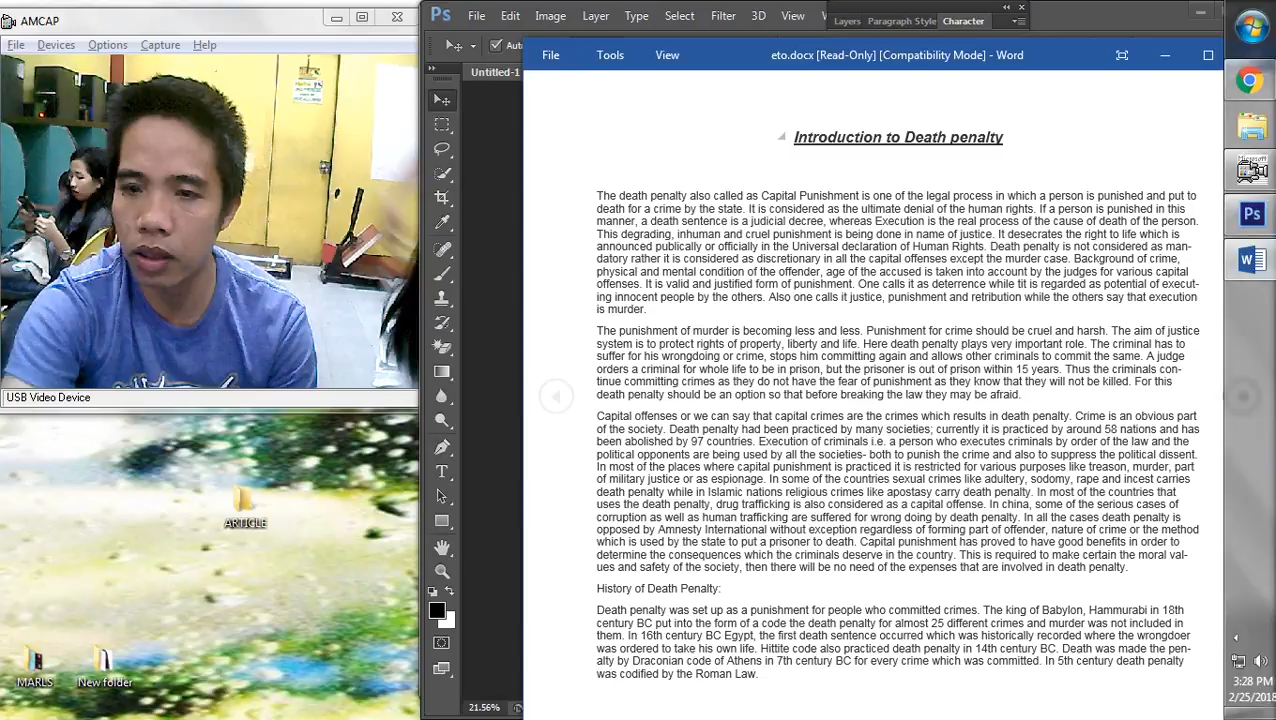 AMCAP
File Devices Options Capture Help
USB Video Device
ARTICLE
MARLS
New folder
Ps File Edit Image Layer Type Select Filter 3D View
Layers Paragraph Style Character
Untitled-1
21.56%
File Tools View eto.docx [Read-Only] [Compatibility Mode] - Word
Introduction to Death penalty
The death penalty also called as Capital Punishment is one of the legal process in which a person is punished and put to
death for a crime by the state. It is considered as the ultimate denial of the human rights. If a person is punished in this
manner, a death sentence is a judicial decree, whereas Execution is the real process of the cause of death of the person.
This degrading, inhuman and cruel punishment is being done in name of justice. It desecrates the right to life which is
announced publically or officially in the Universal declaration of Human Rights. Death penalty is not considered as man-
datory rather it is considered as discretionary in all the capital offenses except the murder case. Background of crime,
physical and mental condition of the offender, age of the accused is taken into account by the judges for various capital
offenses. It is valid and justified form of punishment. One calls it as deterrence while tit is regarded as potential of execut-
ing innocent people by the others. Also one calls it justice, punishment and retribution while the others say that execution
is murder.
The punishment of murder is becoming less and less. Punishment for crime should be cruel and harsh. The aim of justice
system is to protect rights of property, liberty and life. Here death penalty plays very important role. The criminal has to
suffer for his wrongdoing or crime, stops him committing again and allows other criminals to commit the same. A judge
orders a criminal for whole life to be in prison, but the prisoner is out of prison within 15 years. Thus the criminals con-
tinue committing crimes as they do not have the fear of punishment as they know that they will not be killed. For this
death penalty should be an option so that before breaking the law they may be afraid.
Capital offenses or we can say that capital crimes are the crimes which results in death penalty. Crime is an obvious part
of the society. Death penalty had been practiced by many societies; currently it is practiced by around 58 nations and has
been abolished by 97 countries. Execution of criminals i.e. a person who executes criminals by order of the law and the
political opponents are being used by all the societies- both to punish the crime and also to suppress the political dissent.
In most of the places where capital punishment is practiced it is restricted for various purposes like treason, murder, part
of military justice or as espionage. In some of the countries sexual crimes like adultery, sodomy, rape and incest carries
death penalty while in Islamic nations religious crimes like apostasy carry death penalty. In most of the countries that
uses the death penalty, drug trafficking is also considered as a capital offense. In china, some of the serious cases of
corruption as well as human trafficking are suffered for wrong doing by death penalty. In all the cases death penalty is
opposed by Amnesty International without exception regardless of forming part of offender, nature of crime or the method
which is used by the state to put a prisoner to death. Capital punishment has proved to have good benefits in order to
determine the consequences which the criminals deserve in the country. This is required to make certain the moral val-
ues and safety of the society, then there will be no need of the expenses that are involved in death penalty.
History of Death Penalty:
Death penalty was set up as a punishment for people who committed crimes. The king of Babylon, Hammurabi in 18th
century BC put into the form of a code the death penalty for almost 25 different crimes and murder was not included in
them. In 16th century BC Egypt, the first death sentence occurred which was historically recorded where the wrongdoer
was ordered to take his own life. Hittite code also practiced death penalty in 14th century BC. Death was made the pen-
alty by Draconian code of Athens in 7th century BC for every crime which was committed. In 5th century death penalty
was codified by the Roman Law.
Ps
3:28 PM
2/25/2018